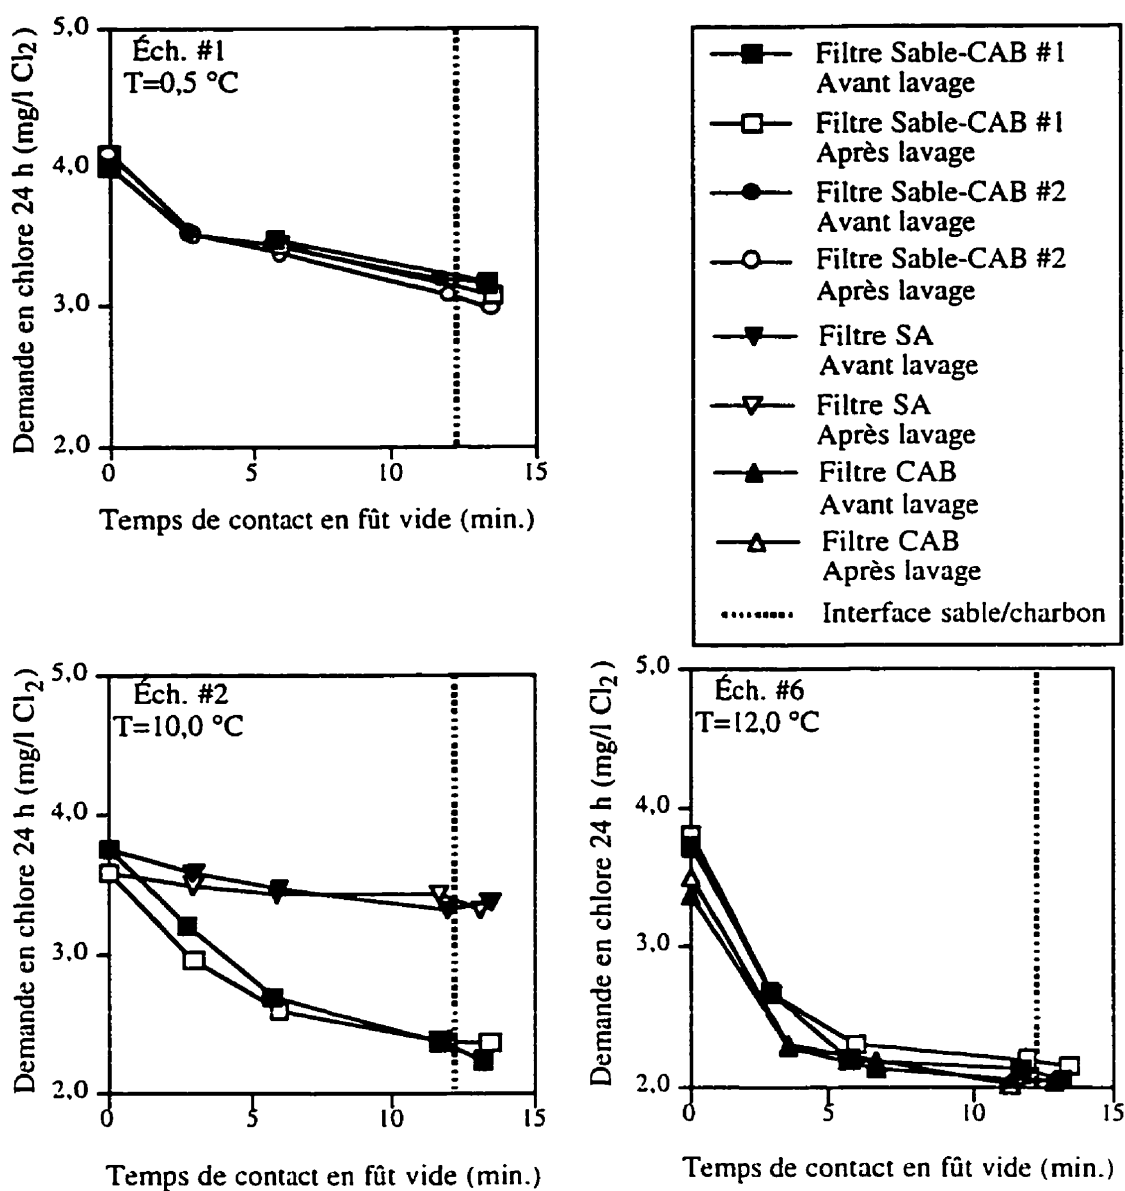 Éch. #1
T=0,5 °C
Demande en chlore 24 h (mg/l Cl2)
5,0
4,0
3,0
2,0
0 5 10 15
Temps de contact en fût vide (min.)
Filtre Sable-CAB #1
Avant lavage
Filtre Sable-CAB #1
Après lavage
Filtre Sable-CAB #2
Avant lavage
Filtre Sable-CAB #2
Après lavage
Filtre SA
Avant lavage
Filtre SA
Après lavage
Filtre CAB
Avant lavage
Filtre CAB
Après lavage
Interface sable/charbon
Éch. #2
T=10,0 °C
Demande en chlore 24 h (mg/l Cl2)
5,0
4,0
3,0
2,0
0 5 10 15
Temps de contact en fût vide (min.)
Éch. #6
T=12,0 °C
Demande en chlore 24 h (mg/l Cl2)
5,0
4,0
3,0
2,0
0 5 10 15
Temps de contact en fût vide (min.)